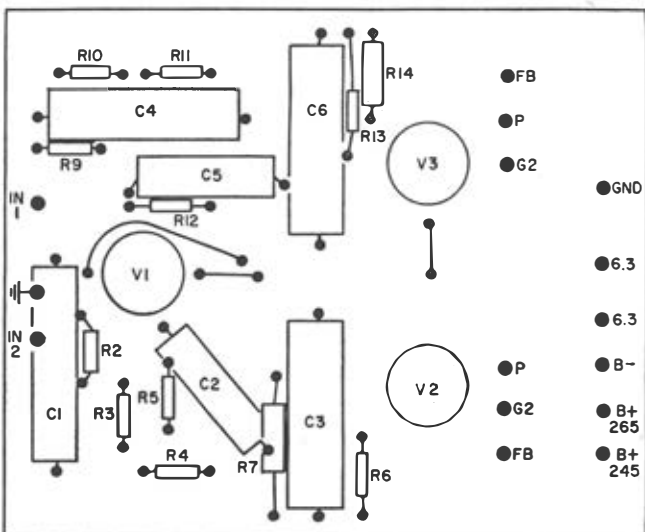 R10
R11
C4
R9
C5
R12
C6
R14
R13
V3
FB
P
G2
GND
IN
1
V1
6.3
6.3
IN
2
R2
C1
R3
R5
C2
R4
R7
C3
R6
V2
P
G2
FB
B-
B+
265
B+
245